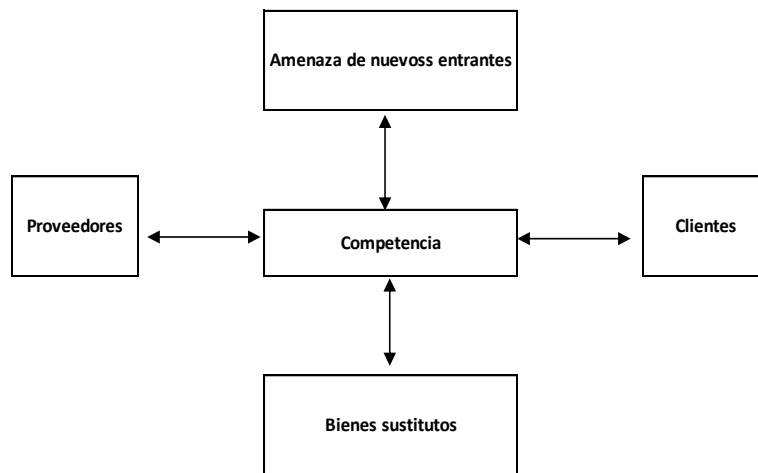 Amenaza de nuevoss entrantes
Proveedores
Competencia
Clientes
Bienes sustitutos